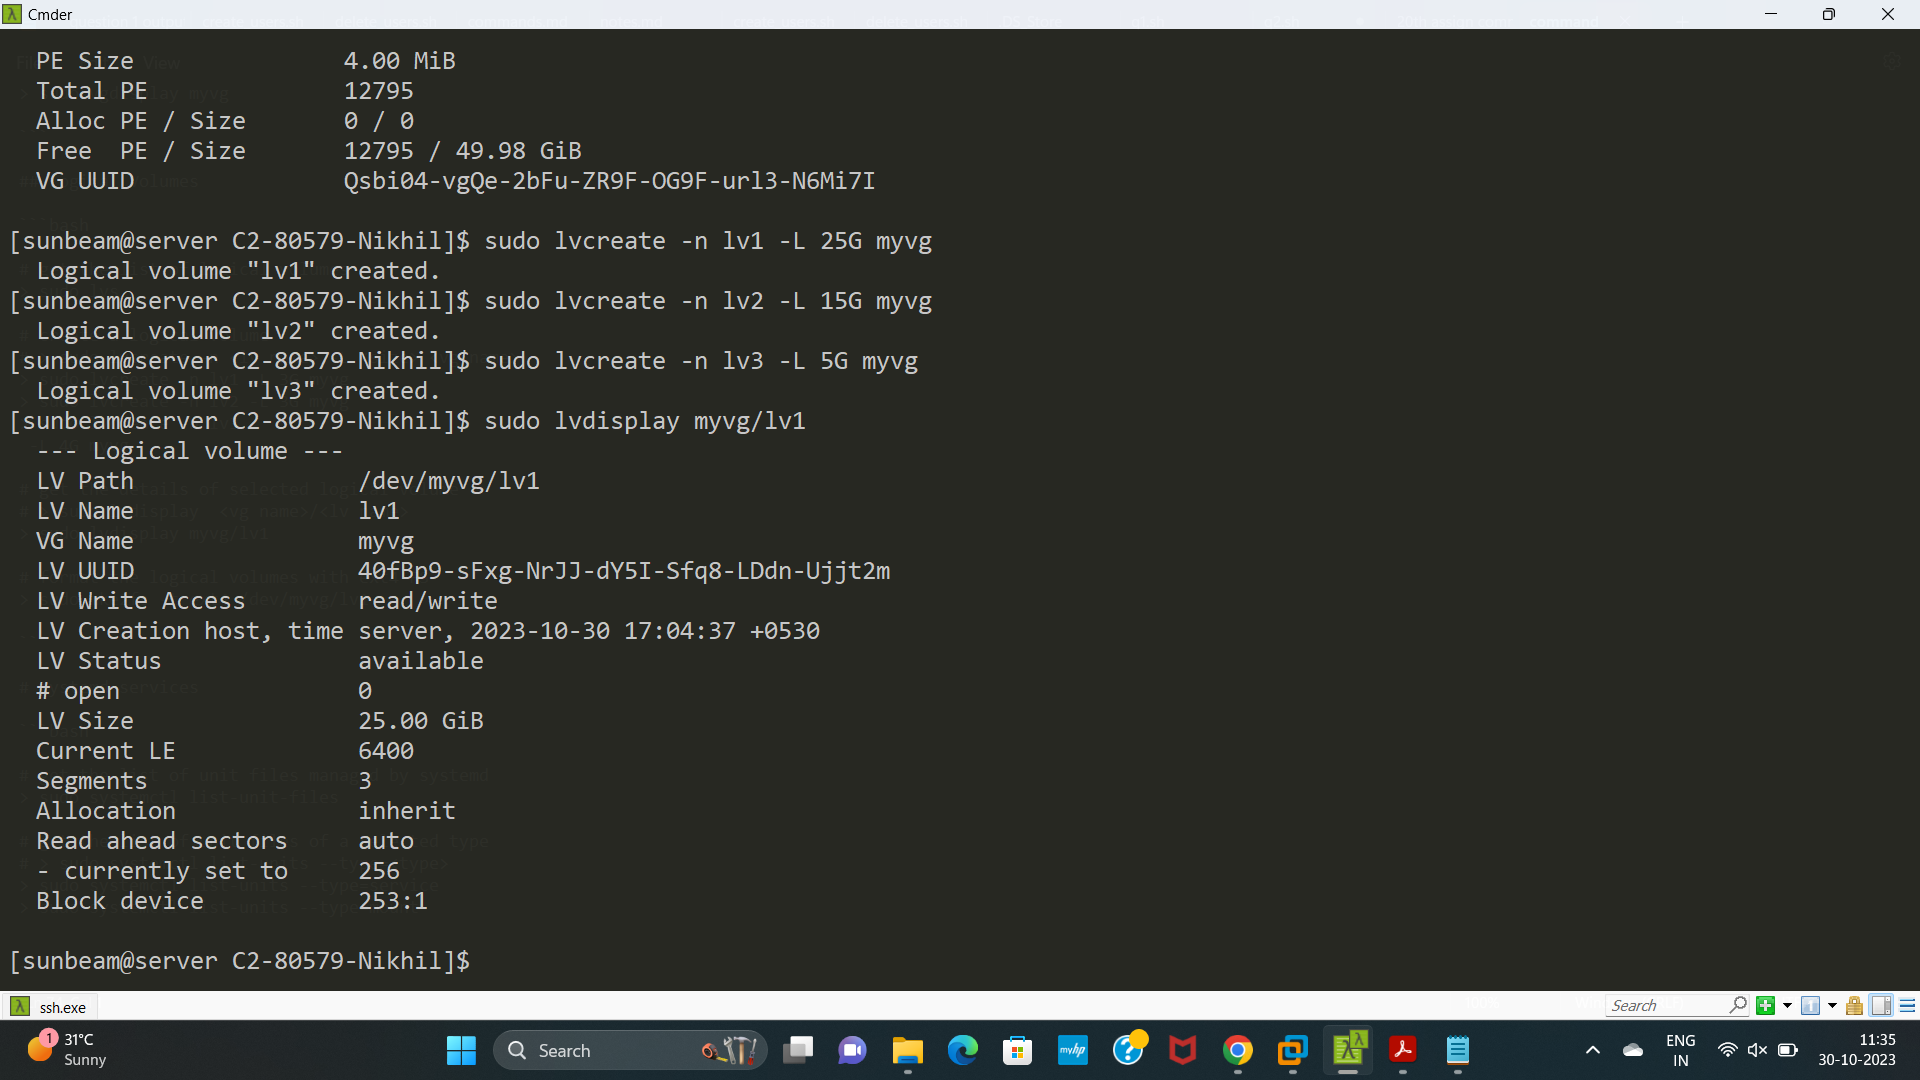 Cmder
PE Size 4.00 MiB
Total PE 12795
Alloc PE / Size 0 / 0
Free  PE / Size 12795 / 49.98 GiB
VG UUID Qsbi04-vgQe-2bFu-ZR9F-OG9F-url3-N6Mi7I
[sunbeam@server C2-80579-Nikhil]$ sudo lvcreate -n lv1 -L 25G myvg
Logical volume "lv1" created.
[sunbeam@server C2-80579-Nikhil]$ sudo lvcreate -n lv2 -L 15G myvg
Logical volume "lv2" created.
[sunbeam@server C2-80579-Nikhil]$ sudo lvcreate -n lv3 -L 5G myvg
Logical volume "lv3" created.
[sunbeam@server C2-80579-Nikhil]$ sudo lvdisplay myvg/lv1
--- Logical volume ---
LV Path /dev/myvg/lv1
LV Name lv1
VG Name myvg
LV UUID 40fBp9-sFxg-NrJJ-dY5I-Sfq8-LDdn-Ujjt2m
LV Write Access read/write
LV Creation host, time server, 2023-10-30 17:04:37 +0530
LV Status available
# open 0
LV Size 25.00 GiB
Current LE 6400
Segments 3
Allocation inherit
Read ahead sectors auto
- currently set to 256
Block device 253:1
[sunbeam@server C2-80579-Nikhil]$
ssh.exe
Search
1
31°C
Sunny
Search
myhp
ENG
IN
11:35
30-10-2023